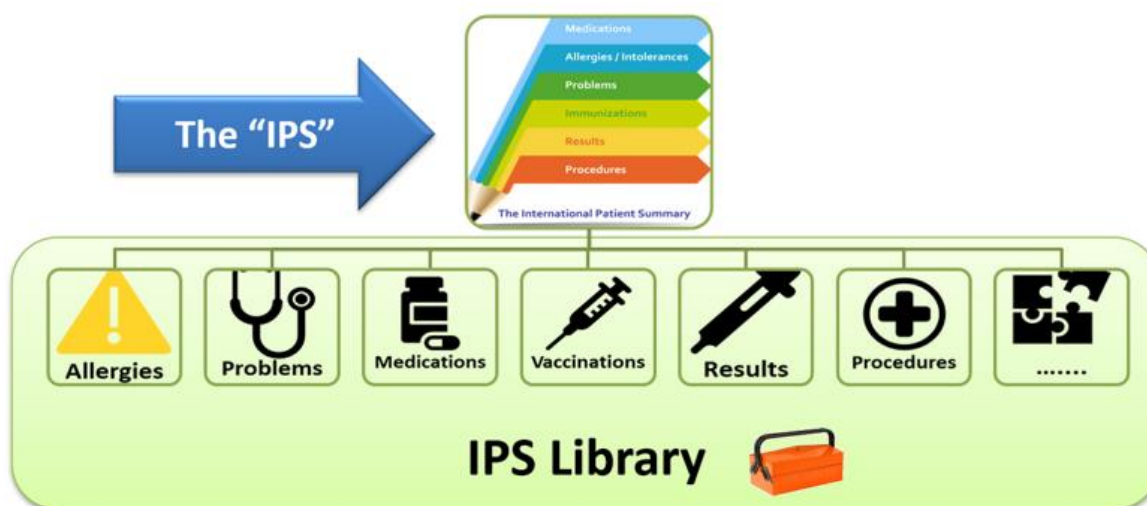 Medications
Allergies / Intolerances
Problems
Immunizations
Results
Procedures
The International Patient Summary
The “IPS”
Allergies
Problems
Medications
Vaccinations
Results
Procedures
.......
IPS Library